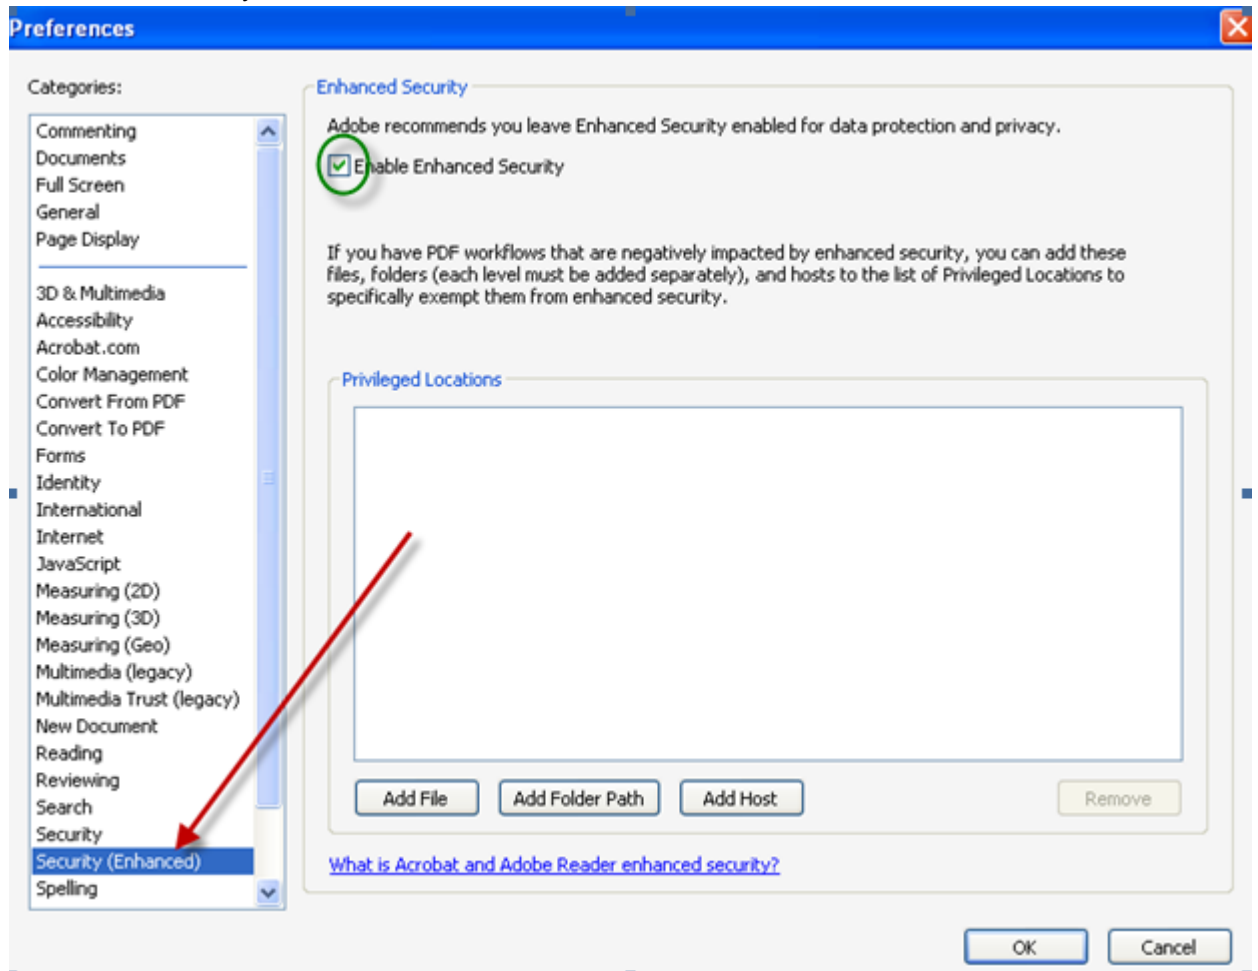 Preferences
Categories:
Commenting
Documents
Full Screen
General
Page Display
3D & Multimedia
Accessibility
Acrobat.com
Color Management
Convert From PDF
Convert To PDF
Forms
Identity
International
Internet
JavaScript
Measuring (2D)
Measuring (3D)
Measuring (Geo)
Multimedia (legacy)
Multimedia Trust (legacy)
New Document
Reading
Reviewing
Search
Security
Security (Enhanced)
Spelling
Enhanced Security
Adobe recommends you leave Enhanced Security enabled for data protection and privacy.
Enable Enhanced Security
If you have PDF workflows that are negatively impacted by enhanced security, you can add these
files, folders (each level must be added separately), and hosts to the list of Privileged Locations to
specifically exempt them from enhanced security.
Privileged Locations
Add File
Add Folder Path
Add Host
Remove
What is Acrobat and Adobe Reader enhanced security?
OK
Cancel